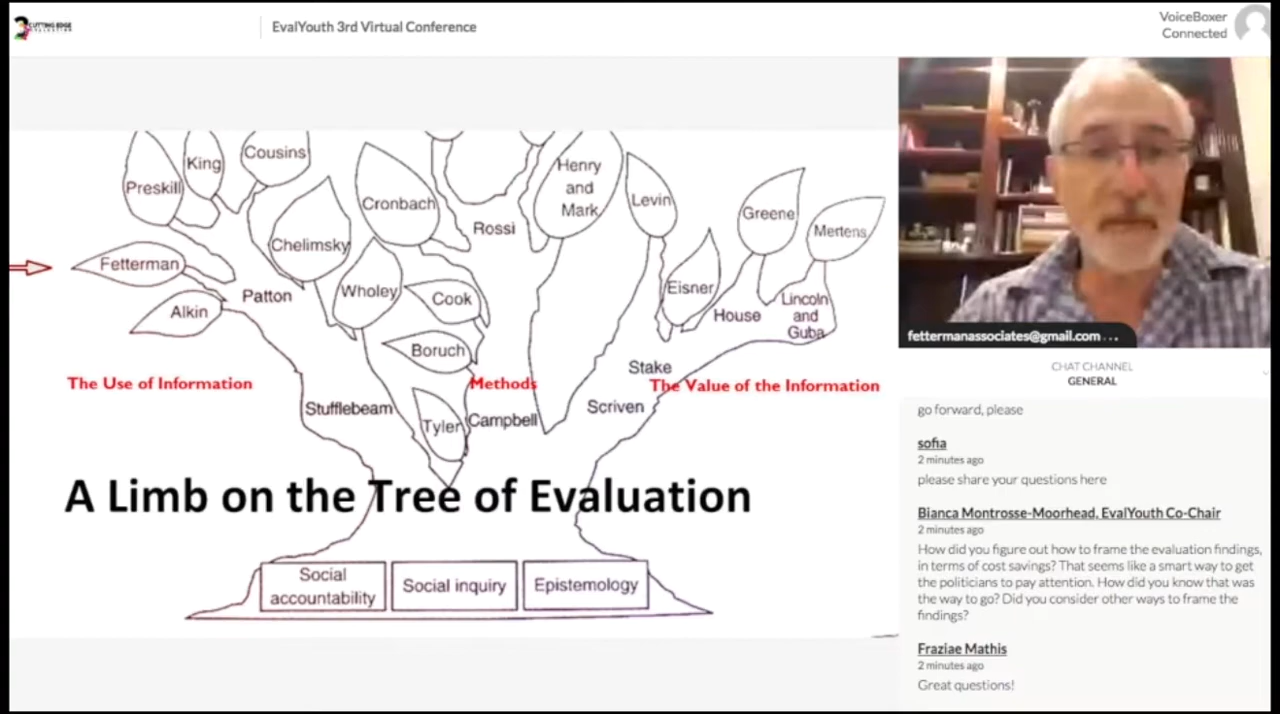 CUTTING EDGE
EvalYouth 3rd Virtual Conference
VoiceBoxer
Connected
Preskill
King
Cousins
Cronbach
Henry
and
Mark
Levin
Greene
Mertens
Chelimsky
Rossi
Fetterman
Alkin
Patton
Wholey
Cook
Eisner
House
Lincoln
and
Guba
Boruch
Stake
The Use of Information
Methods
The Value of the Information
Stufflebeam
Tyler
Campbell
Scriven
A Limb on the Tree of Evaluation
Social
accountability
Social inquiry
Epistemology
fettermanassociates@gmail.com ...
CHAT CHANNEL
GENERAL
go forward, please
sofia
2 minutes ago
please share your questions here
Bianca Montrosse-Moorhead, EvalYouth Co-Chair
2 minutes ago
How did you figure out how to frame the evaluation findings,
in terms of cost savings? That seems like a smart way to get
the politicians to pay attention. How did you know that was
the way to go? Did you consider other ways to frame the
findings?
Fraziae Mathis
2 minutes ago
Great questions!